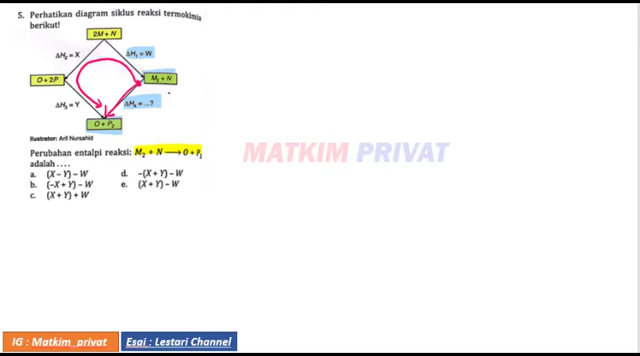 5. Perhatikan diagram siklus reaksi termokimia
berikut!
2M + N
ΔH₂ = X
ΔH₁ = W
O + 2P
M₂ + N
ΔH₃ = Y
ΔH₄ = ...?
O + P₂
Ilustrator: Arif Nursahid
Perubahan entalpi reaksi: M₂ + N ⟶ O + P₂
adalah . . . .
a. (X – Y) – W
b. (–X + Y) – W
c. (X + Y) + W
d. –(X + Y) – W
e. (X + Y) – W
MATKIM PRIVAT
IG : Matkim_privat
Esai : Lestari Channel